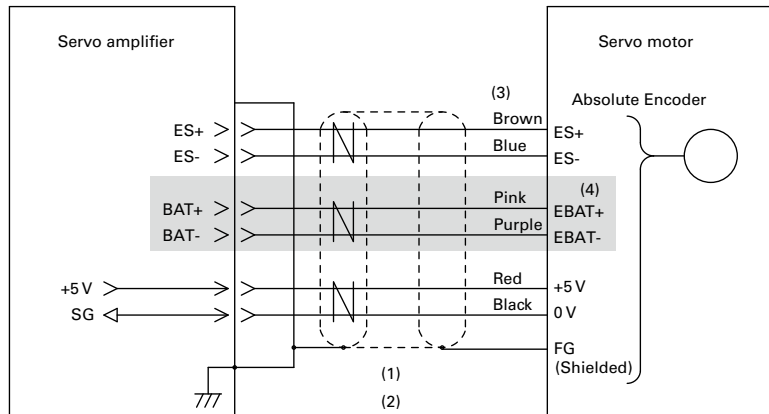 Servo amplifier
Servo motor
(3)
Absolute Encoder
Brown
ES+
ES+
Blue
ES-
ES-
(4)
Pink
BAT+
EBAT+
Purple
BAT-
EBAT-
Red
+5 V
+5 V
Black
SG
0 V
FG
(Shielded)
(1)
(2)